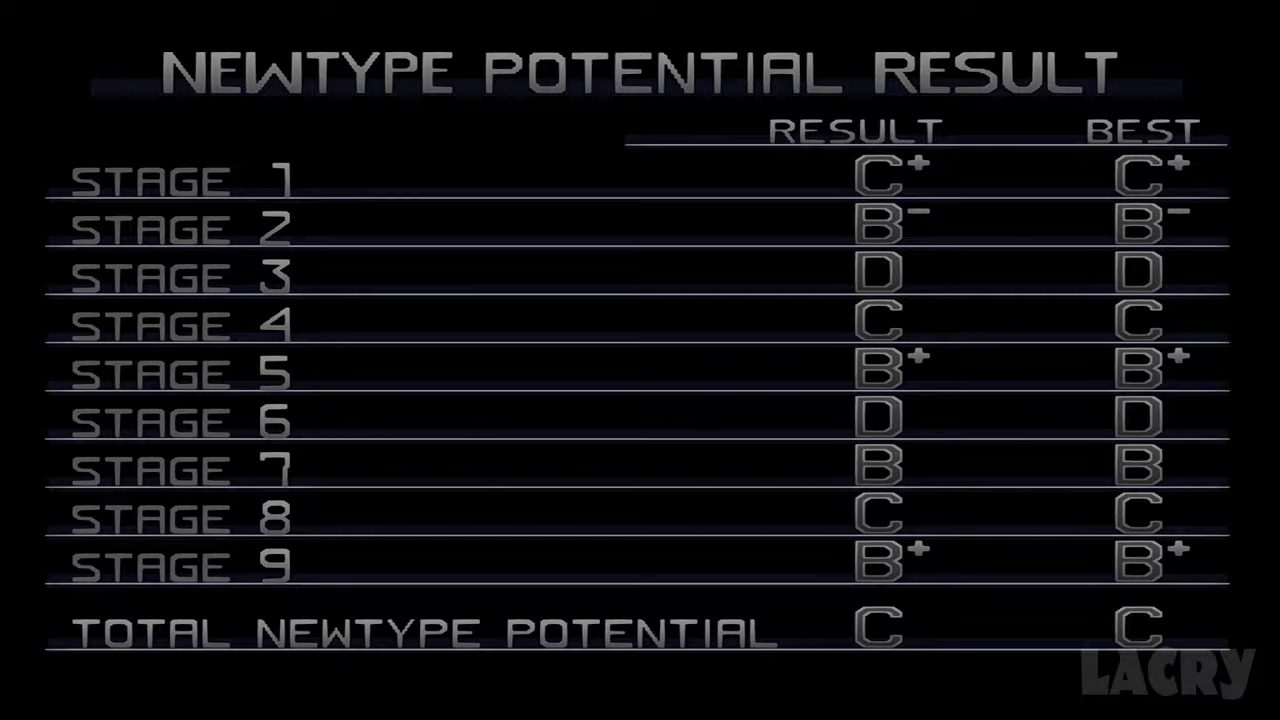 NEWTYPE POTENTIAL RESULT
RESULT BEST
STAGE 1 C+ C+
STAGE 2 B- B-
STAGE 3 D D
STAGE 4 C C
STAGE 5 B+ B+
STAGE 6 D D
STAGE 7 B B
STAGE 8 C C
STAGE 9 B+ B+
TOTAL NEWTYPE POTENTIAL C C
LACRY